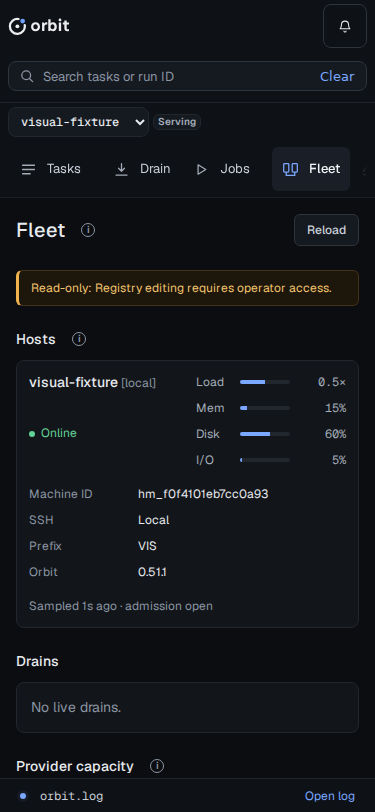 orbit
Search tasks or run ID Clear
visual-fixture Serving
Tasks Drain Jobs Fleet
Fleet Reload
Read-only: Registry editing requires operator access.
Hosts
visual-fixture [local] Load 0.5×
Mem 15%
Online Disk 60%
I/O 5%
Machine ID hm_f0f4101eb7cc0a93
SSH Local
Prefix VIS
Orbit 0.51.1
Sampled 1s ago · admission open
Drains
No live drains.
Provider capacity
orbit.log Open log